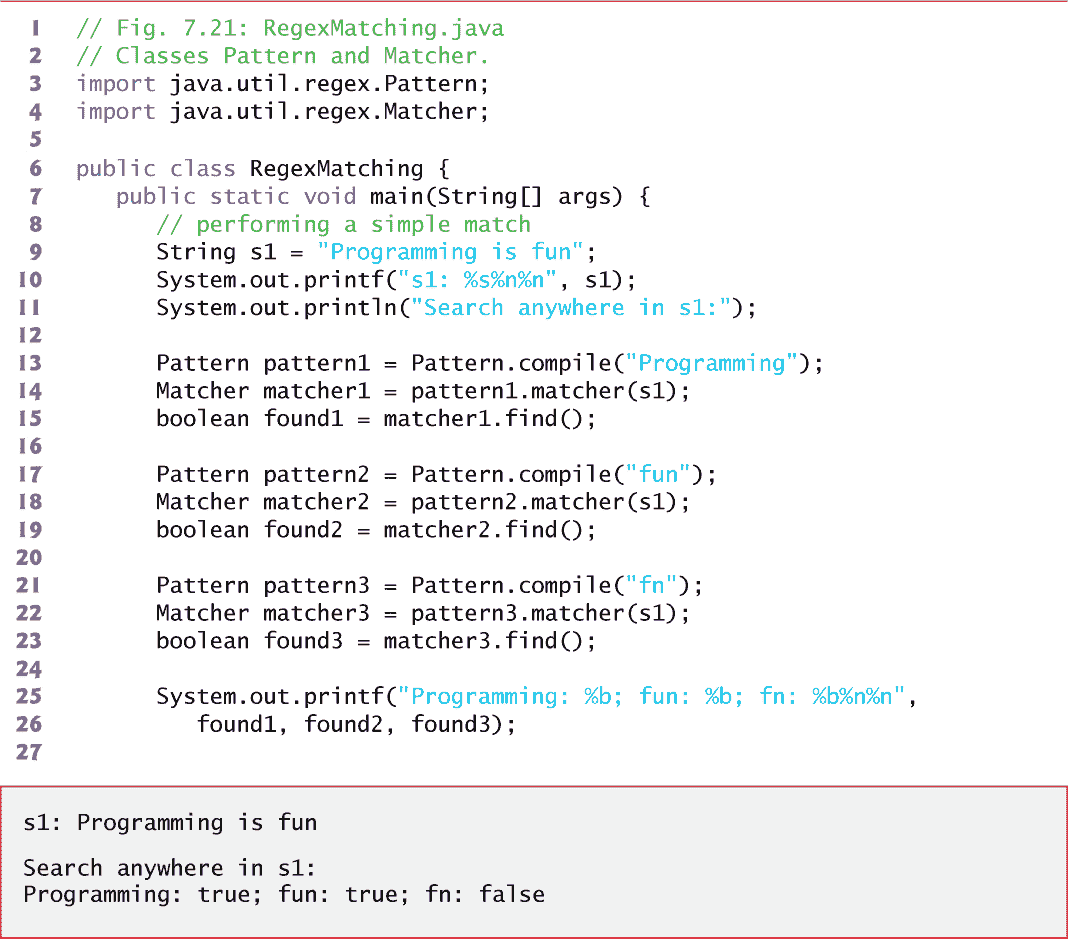 1 // Fig. 7.21: RegexMatching.java
2 // Classes Pattern and Matcher.
3 import java.util.regex.Pattern;
4 import java.util.regex.Matcher;
5
6 public class RegexMatching {
7    public static void main(String[] args) {
8       // performing a simple match
9       String s1 = "Programming is fun";
10       System.out.printf("s1: %s%n%n", s1);
11       System.out.println("Search anywhere in s1:");
12
13       Pattern pattern1 = Pattern.compile("Programming");
14       Matcher matcher1 = pattern1.matcher(s1);
15       boolean found1 = matcher1.find();
16
17       Pattern pattern2 = Pattern.compile("fun");
18       Matcher matcher2 = pattern2.matcher(s1);
19       boolean found2 = matcher2.find();
20
21       Pattern pattern3 = Pattern.compile("fn");
22       Matcher matcher3 = pattern3.matcher(s1);
23       boolean found3 = matcher3.find();
24
25       System.out.printf("Programming: %b; fun: %b; fn: %b%n%n",
26          found1, found2, found3);
27
s1: Programming is fun
Search anywhere in s1:
Programming: true; fun: true; fn: false